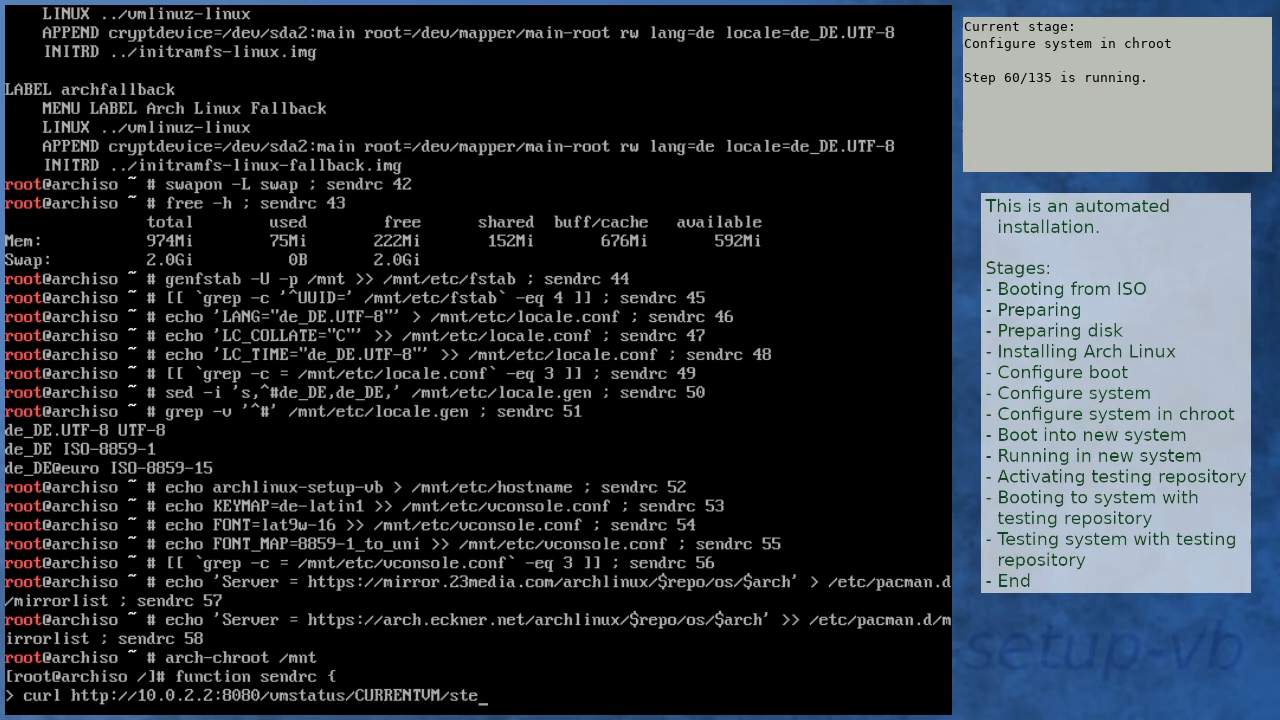 LINUX ../vmlinuz-linux
    APPEND cryptdevice=/dev/sda2:main root=/dev/mapper/main-root rw lang=de locale=de_DE.UTF-8
    INITRD ../initramfs-linux.img

LABEL archfallback
    MENU LABEL Arch Linux Fallback
    LINUX ../vmlinuz-linux
    APPEND cryptdevice=/dev/sda2:main root=/dev/mapper/main-root rw lang=de locale=de_DE.UTF-8
    INITRD ../initramfs-linux-fallback.img
root@archiso ~ # swapon -L swap ; sendrc 42
root@archiso ~ # free -h ; sendrc 43
               total        used        free      shared  buff/cache   available
Mem:           974Mi        75Mi       222Mi       152Mi       676Mi       592Mi
Swap:          2.0Gi          0B       2.0Gi
root@archiso ~ # genfstab -U -p /mnt >> /mnt/etc/fstab ; sendrc 44
root@archiso ~ # [[ `grep -c '^UUID=' /mnt/etc/fstab` -eq 4 ]] ; sendrc 45
root@archiso ~ # echo 'LANG="de_DE.UTF-8"' > /mnt/etc/locale.conf ; sendrc 46
root@archiso ~ # echo 'LC_COLLATE="C"' >> /mnt/etc/locale.conf ; sendrc 47
root@archiso ~ # echo 'LC_TIME="de_DE.UTF-8"' >> /mnt/etc/locale.conf ; sendrc 48
root@archiso ~ # [[ `grep -c = /mnt/etc/locale.conf` -eq 3 ]] ; sendrc 49
root@archiso ~ # sed -i 's,^#de_DE,de_DE,' /mnt/etc/locale.gen ; sendrc 50
root@archiso ~ # grep -v '^#' /mnt/etc/locale.gen ; sendrc 51
de_DE.UTF-8 UTF-8
de_DE ISO-8859-1
de_DE@euro ISO-8859-15
root@archiso ~ # echo archlinux-setup-vb > /mnt/etc/hostname ; sendrc 52
root@archiso ~ # echo KEYMAP=de-latin1 >> /mnt/etc/vconsole.conf ; sendrc 53
root@archiso ~ # echo FONT=lat9w-16 >> /mnt/etc/vconsole.conf ; sendrc 54
root@archiso ~ # echo FONT_MAP=8859-1_to_uni >> /mnt/etc/vconsole.conf ; sendrc 55
root@archiso ~ # [[ `grep -c = /mnt/etc/vconsole.conf` -eq 3 ]] ; sendrc 56
root@archiso ~ # echo 'Server = https://mirror.23media.com/archlinux/$repo/os/$arch' > /etc/pacman.d
/mirrorlist ; sendrc 57
root@archiso ~ # echo 'Server = https://arch.eckner.net/archlinux/$repo/os/$arch' >> /etc/pacman.d/m
irrorlist ; sendrc 58
root@archiso ~ # arch-chroot /mnt
[root@archiso /]# function sendrc {
> curl http://10.0.2.2:8080/vmstatus/CURRENTVM/ste_
Current stage:
Configure system in chroot

Step 60/135 is running.
This is an automated
installation.

Stages:
- Booting from ISO
- Preparing
- Preparing disk
- Installing Arch Linux
- Configure boot
- Configure system
- Configure system in chroot
- Boot into new system
- Running in new system
- Activating testing repository
- Booting to system with
testing repository
- Testing system with testing
repository
- End
setup-vb